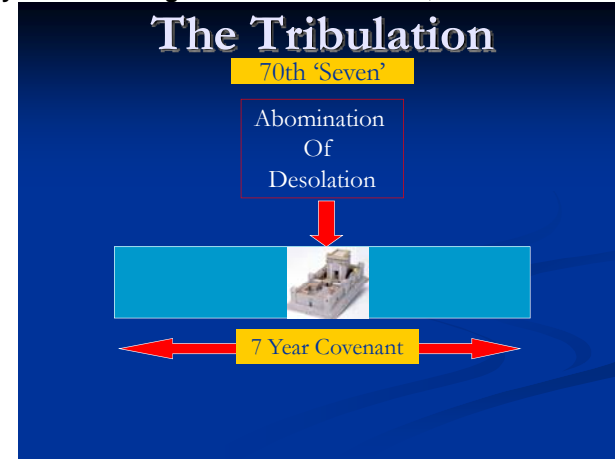 The Tribulation
70th ‘Seven’
Abomination
Of
Desolation
7 Year Covenant